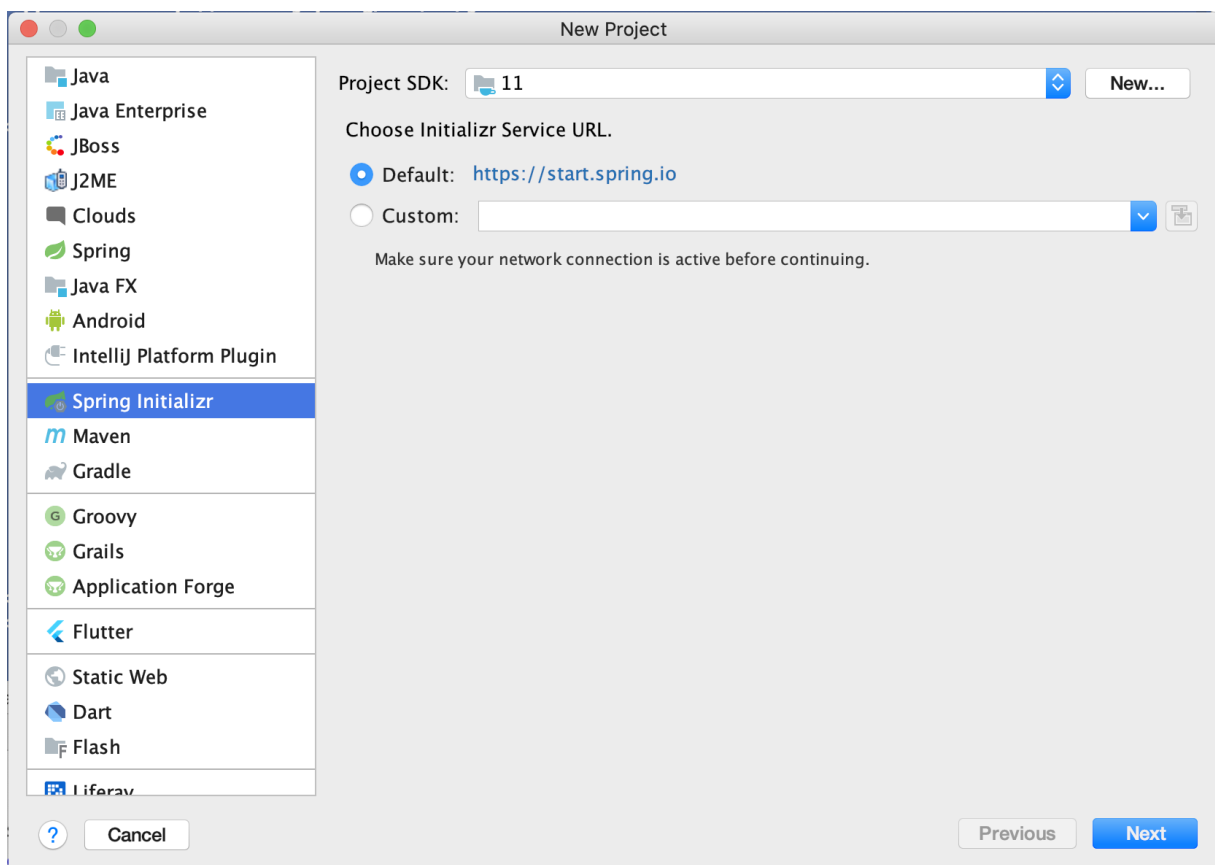 New Project
Java
Java Enterprise
JBoss
J2ME
Clouds
Spring
Java FX
Android
IntelliJ Platform Plugin
Spring Initializr
Maven
Gradle
Groovy
Grails
Application Forge
Flutter
Static Web
Dart
Flash
Liferay
Project SDK: 11 New...
Choose Initializr Service URL.
Default: https://start.spring.io
Custom:
Make sure your network connection is active before continuing.
? Cancel Previous Next